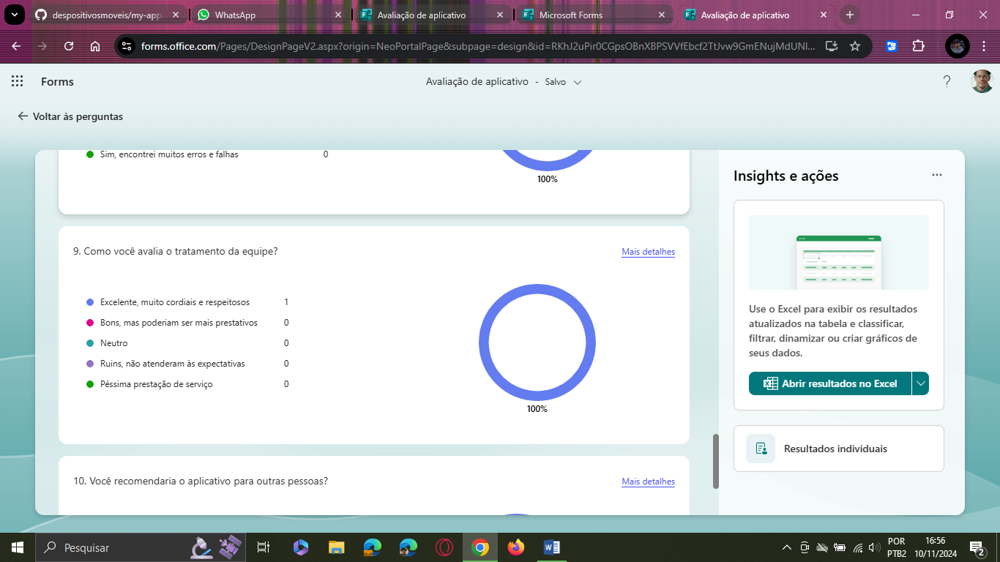 despositivosmoveis/my-app
WhatsApp
Avaliação de aplicativo
Microsoft Forms
Avaliação de aplicativo
forms.office.com/Pages/DesignPageV2.aspx?origin=NeoPortalPage&subpage=design&id=RKhJ2uPir0CGpsOBnXBPSVVfEbcf2TtJvw9GmENujMdUNl...
Forms
Avaliação de aplicativo - Salvo
?
Voltar às perguntas
Sim, encontrei muitos erros e falhas 0
100%
9. Como você avalia o tratamento da equipe?
Mais detalhes
Excelente, muito cordiais e respeitosos 1
Bons, mas poderiam ser mais prestativos 0
Neutro 0
Ruins, não atenderam às expectativas 0
Péssima prestação de serviço 0
100%
10. Você recomendaria o aplicativo para outras pessoas?
Mais detalhes
Insights e ações
Use o Excel para exibir os resultados
atualizados na tabela e classificar,
filtrar, dinamizar ou criar gráficos de
seus dados.
Abrir resultados no Excel
Resultados individuais
Pesquisar
POR
PTB2
16:56
10/11/2024
2